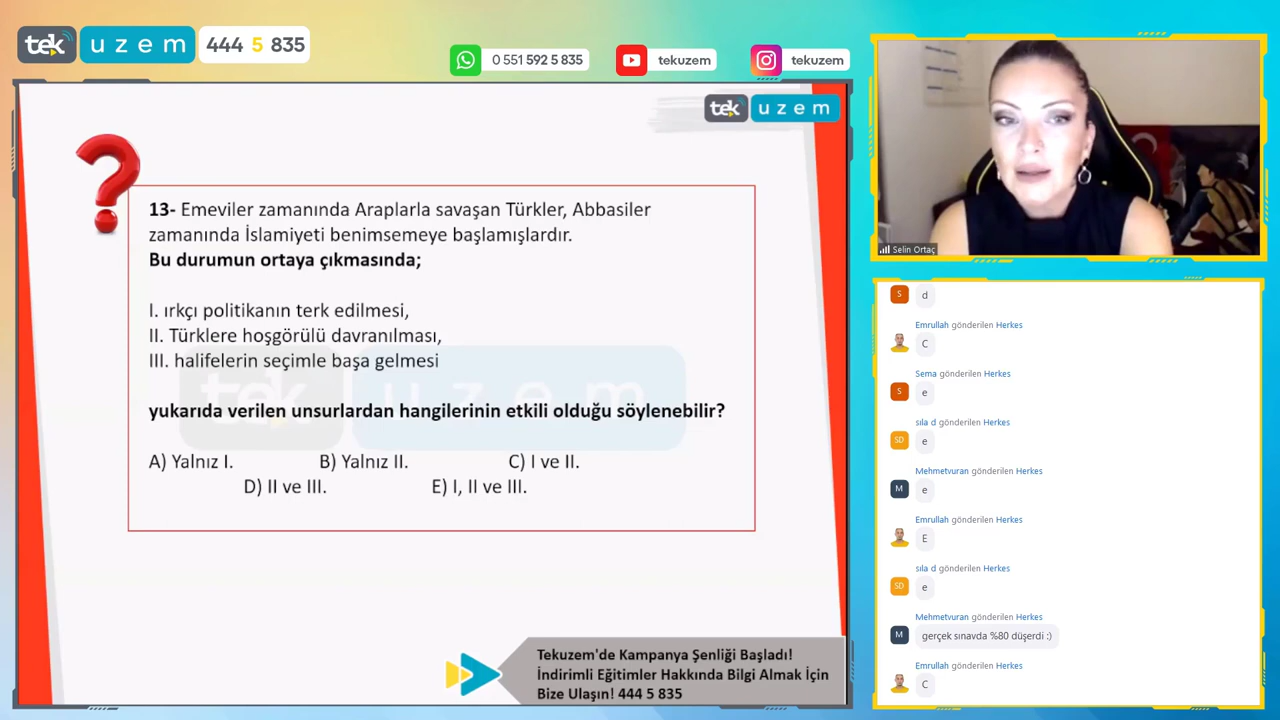 tek uzem 444 5 835
0 551 592 5 835
tekuzem
tekuzem
tek uzem
13- Emeviler zamanında Araplarla savaşan Türkler, Abbasiler
zamanında İslamiyeti benimsemeye başlamışlardır.
Bu durumun ortaya çıkmasında;
I. ırkçı politikanın terk edilmesi,
II. Türklere hoşgörülü davranılması,
III. halifelerin seçimle başa gelmesi
tek uzem
yukarıda verilen unsurlardan hangilerinin etkili olduğu söylenebilir?
A) Yalnız I. B) Yalnız II. C) I ve II.
D) II ve III. E) I, II ve III.
Tekuzem'de Kampanya Şenliği Başladı!
İndirimli Eğitimler Hakkında Bilgi Almak İçin
Bize Ulaşın! 444 5 835
Selin Ortaç
S d
Emrullah gönderilen Herkes
C
Sema gönderilen Herkes
S e
sıla d gönderilen Herkes
SD e
Mehmetvuran gönderilen Herkes
M e
Emrullah gönderilen Herkes
E
sıla d gönderilen Herkes
SD e
Mehmetvuran gönderilen Herkes
M gerçek sınavda %80 düşerdi :)
Emrullah gönderilen Herkes
C